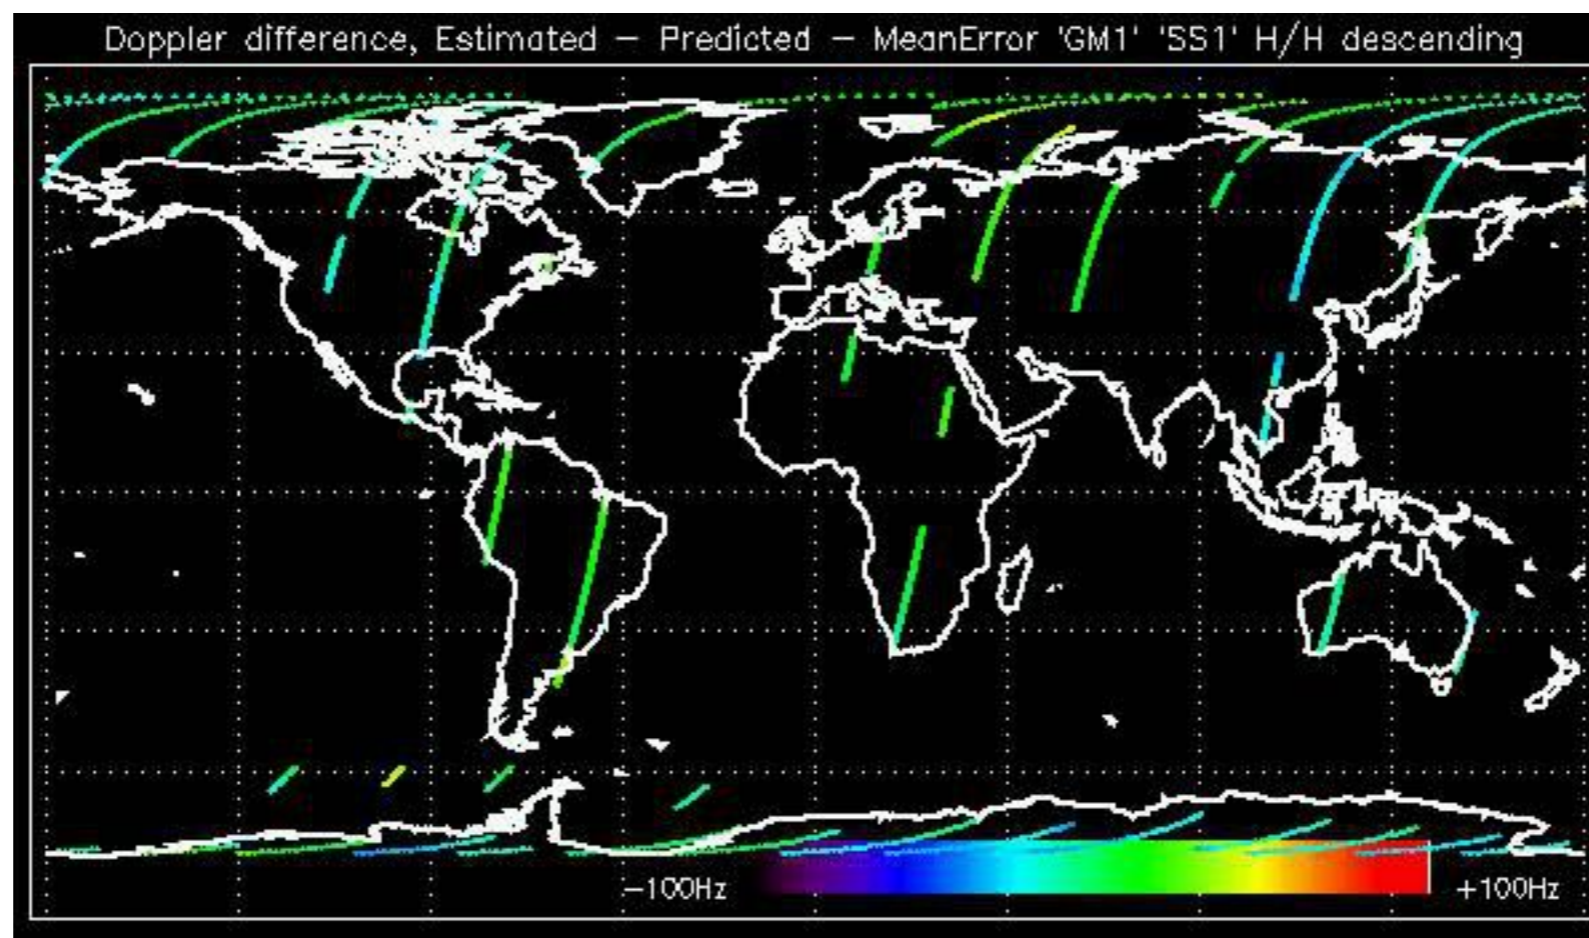 Doppler difference, Estimated – Predicted – MeanError 'GM1' 'SS1' H/H descending
–100Hz +100Hz